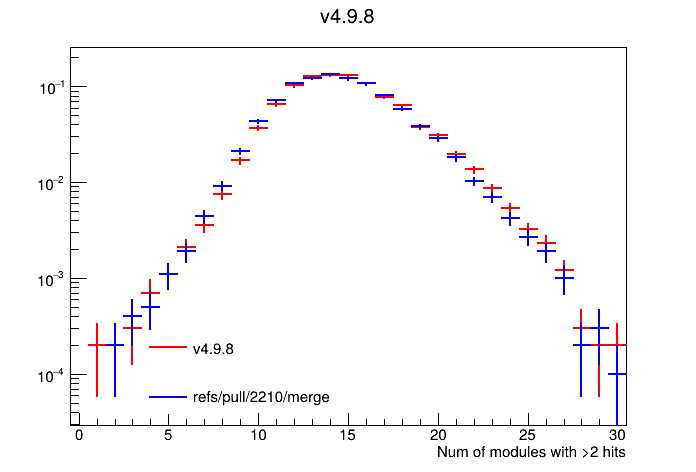 v4.9.8
10⁻¹
10⁻²
10⁻³
10⁻⁴
v4.9.8
refs/pull/2210/merge
0 5 10 15 20 25 30
Num of modules with >2 hits